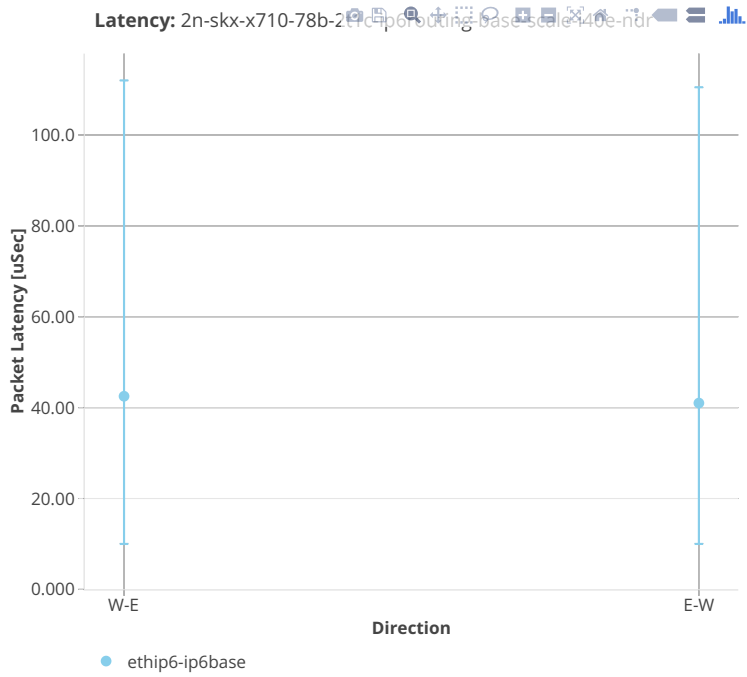 Latency: 2n-skx-x710-78b-2t1c-ip6routing-base-scale-i40e-ndr
100.0
80.00
60.00
40.00
20.00
0.000
Packet Latency [uSec]
W-E E-W
Direction
ethip6-ip6base